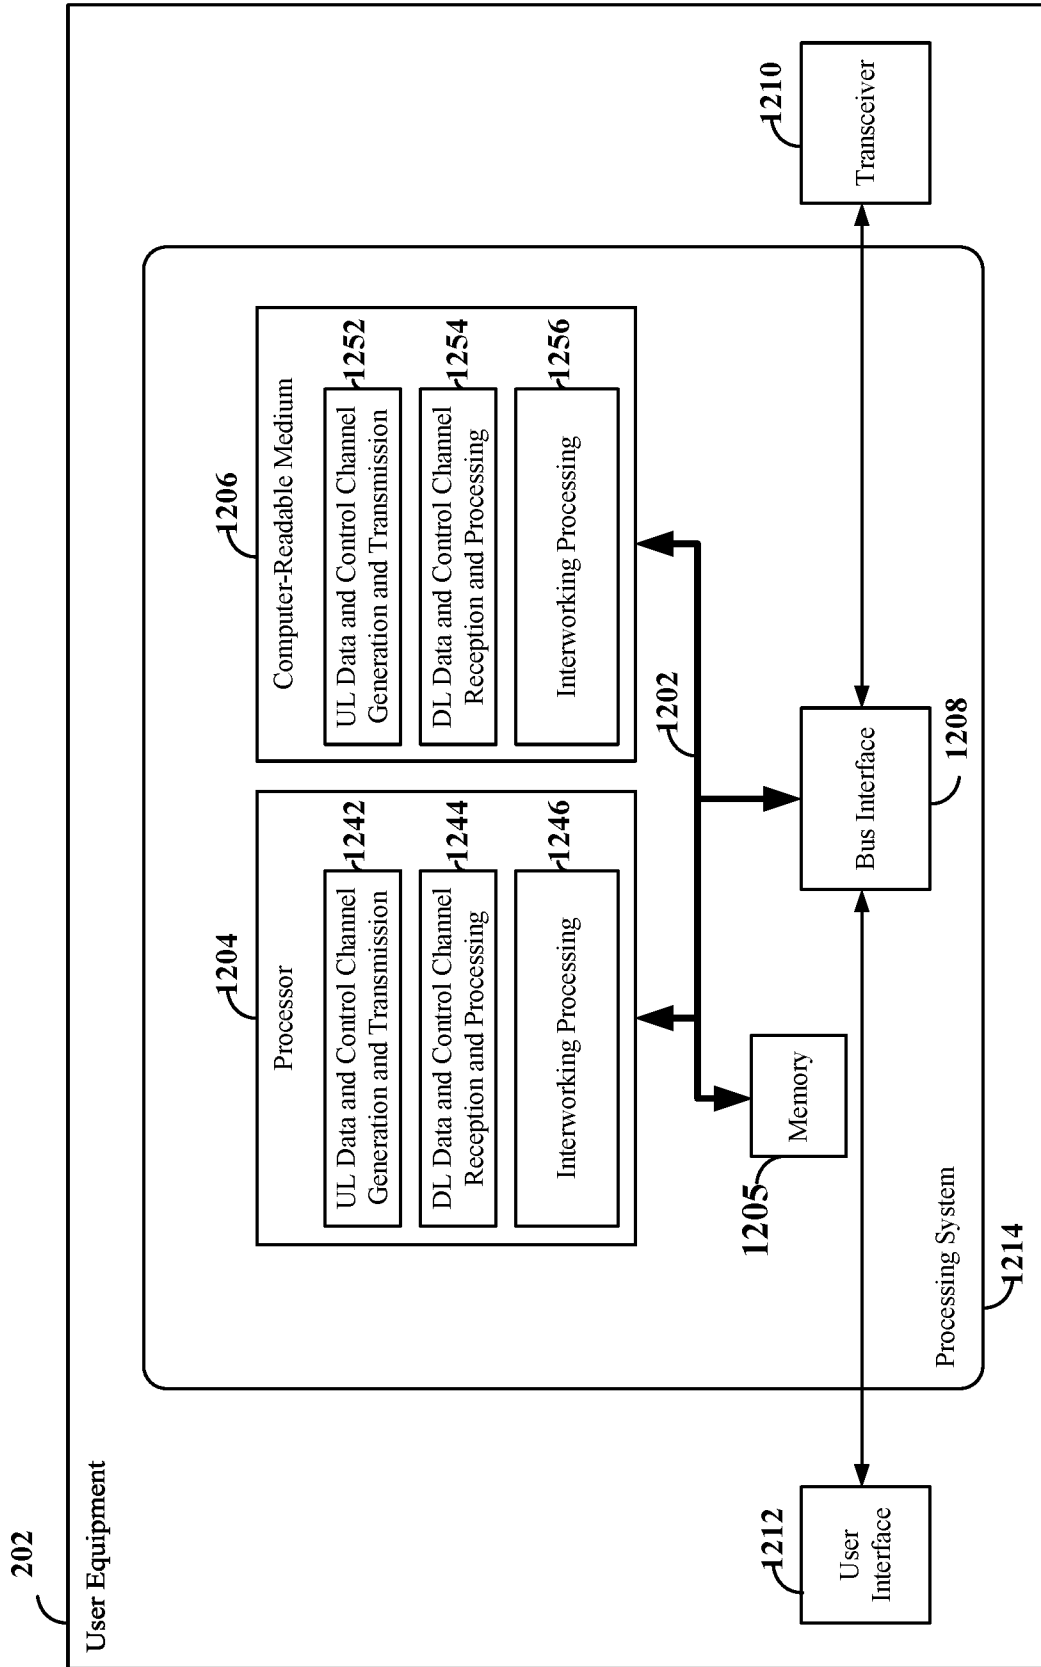 202
User Equipment
1204
Processor
UL Data and Control Channel
Generation and Transmission
1242
DL Data and Control Channel
Reception and Processing
1244
Interworking Processing
1246
1206
Computer-Readable Medium
UL Data and Control Channel
Generation and Transmission
1252
DL Data and Control Channel
Reception and Processing
1254
Interworking Processing
1256
1202
Memory
1205
1212
User
Interface
Bus Interface
1208
1210
Transceiver
Processing System
1214